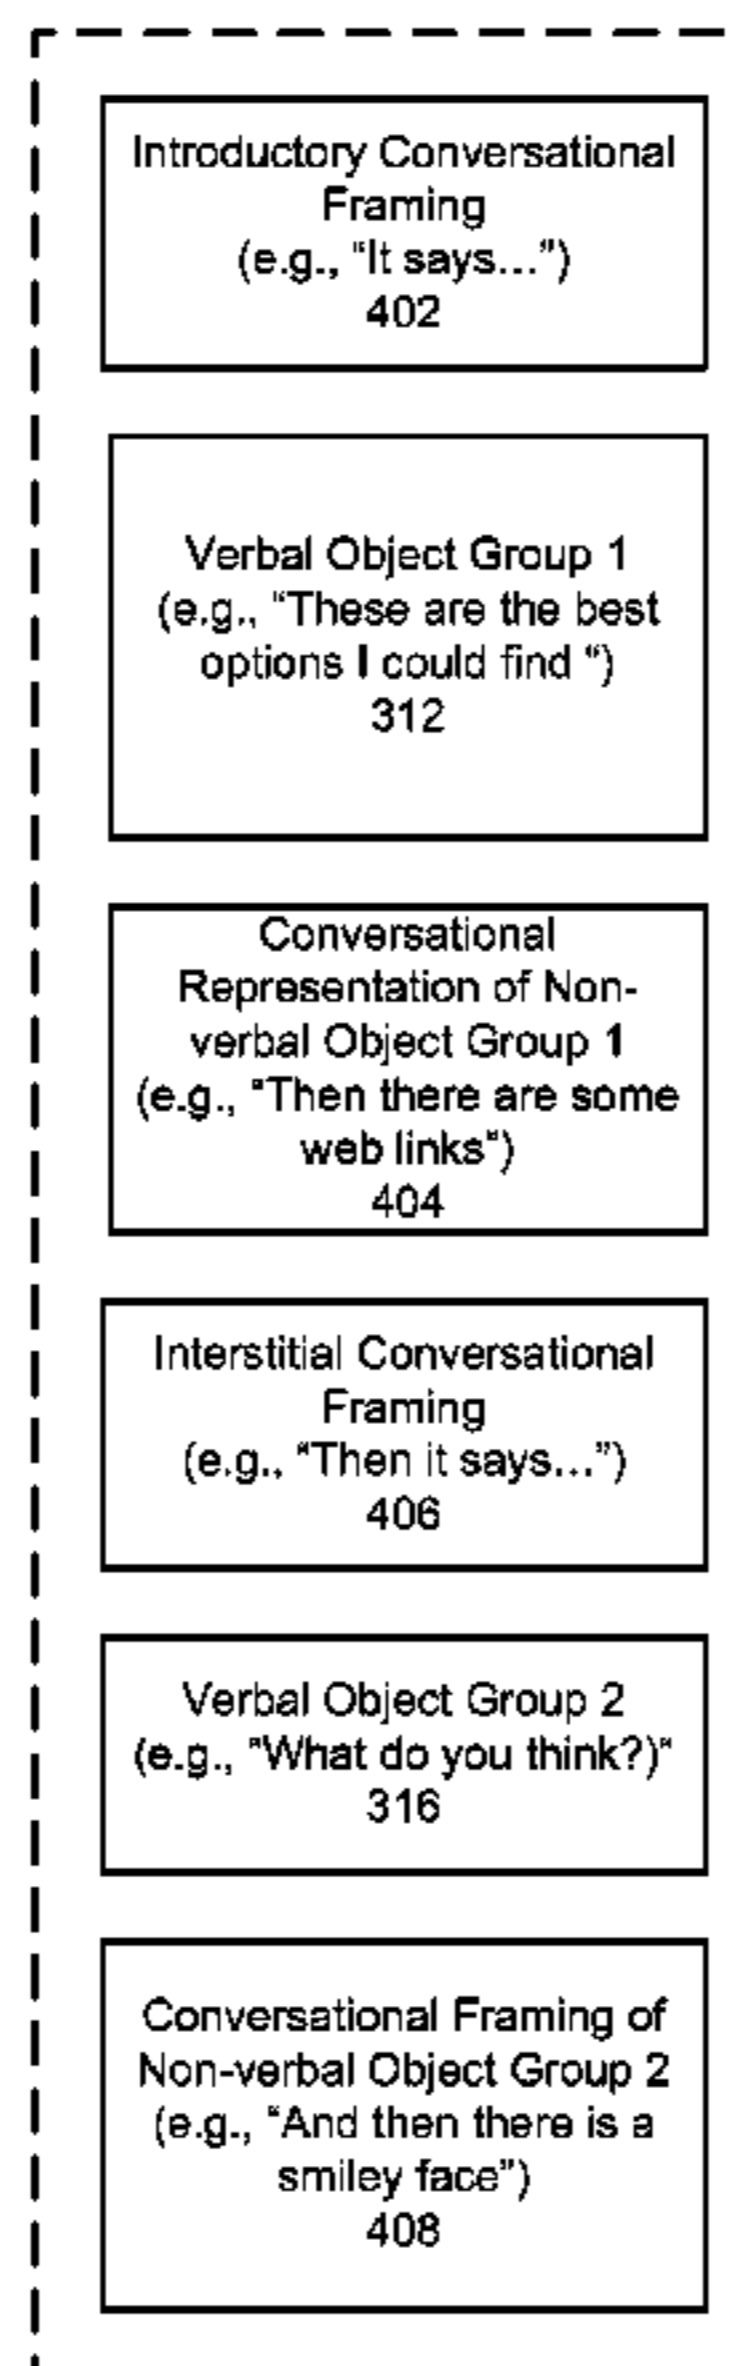 Introductory Conversational
Framing
(e.g., “It says...”)
402
Verbal Object Group 1
(e.g., “These are the best
options I could find “)
312
Conversational
Representation of Non-
verbal Object Group 1
(e.g., “Then there are some
web links“)
404
Interstitial Conversational
Framing
(e.g., “Then it says...”)
406
Verbal Object Group 2
(e.g., “What do you think?)“
316
Conversational Framing of
Non-verbal Object Group 2
(e.g., “And then there is a
smiley face”)
408